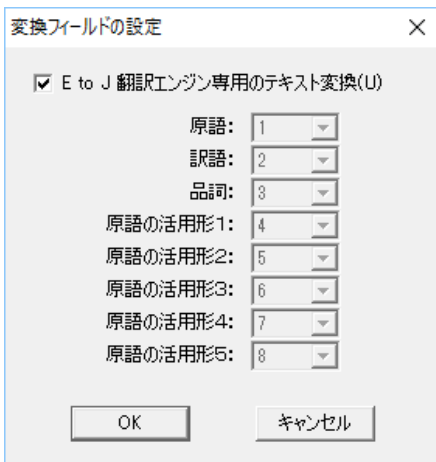 変換フィールドの設定
E to J 翻訳エンジン専用のテキスト変換(U)
原語: 1
訳語: 2
品詞: 3
原語の活用形1: 4
原語の活用形2: 5
原語の活用形3: 6
原語の活用形4: 7
原語の活用形5: 8
OK キャンセル